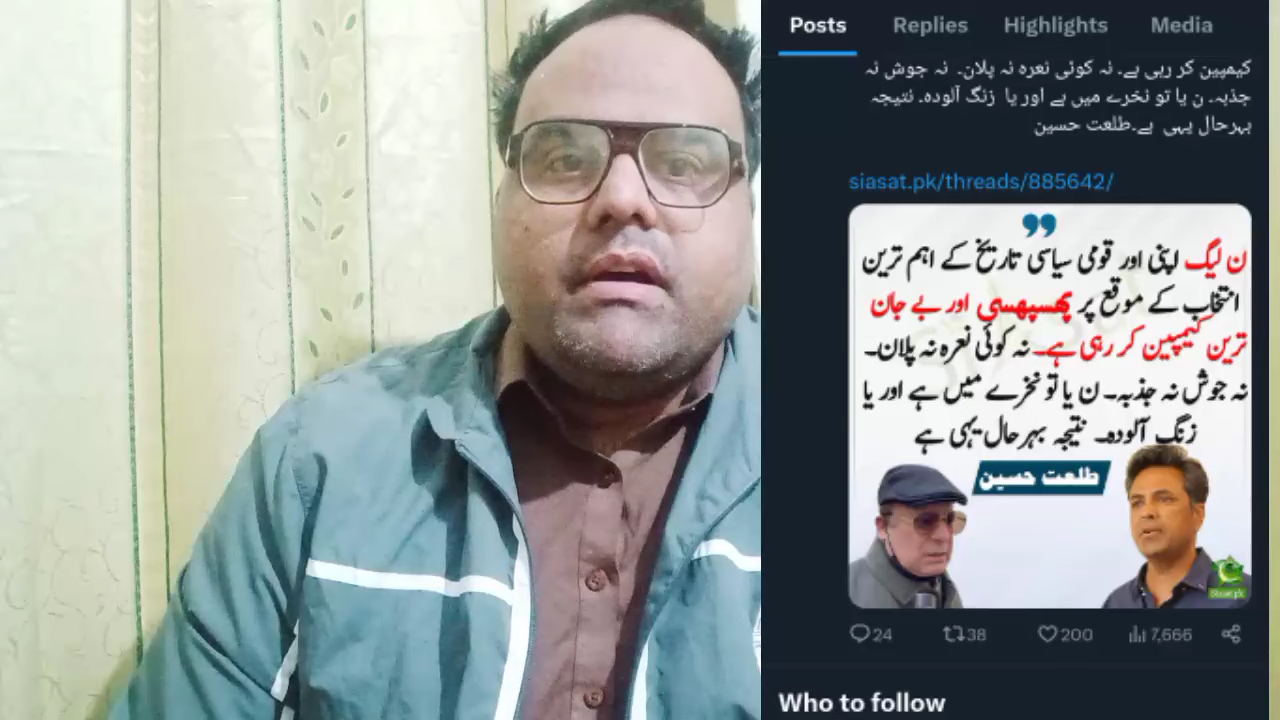 Posts Replies Highlights Media
کیمپین کر رہی ہے۔ نہ کوئی نعرہ نہ پلان۔ نہ جوش نہ
جذبہ۔ ن یا تو نخرے میں ہے اور یا زنگ آلودہ۔ نتیجہ
بہرحال یہی ہے۔طلعت حسین
siasat.pk/threads/885642/
ن لیگ اپنی اور قومی سیاسی تاریخ کے اہم ترین
انتخاب کے موقع پر پھسپھسی اور بے جان
ترین کیمپین کر رہی ہے۔ نہ کوئی نعرہ نہ پلان۔
نہ جوش نہ جذبہ۔ ن یا تو نخرے میں ہے اور یا
زنگ آلودہ۔ نتیجہ بہرحال یہی ہے
طلعت حسین
Siasat.pk
24 38 200 7,666
Who to follow